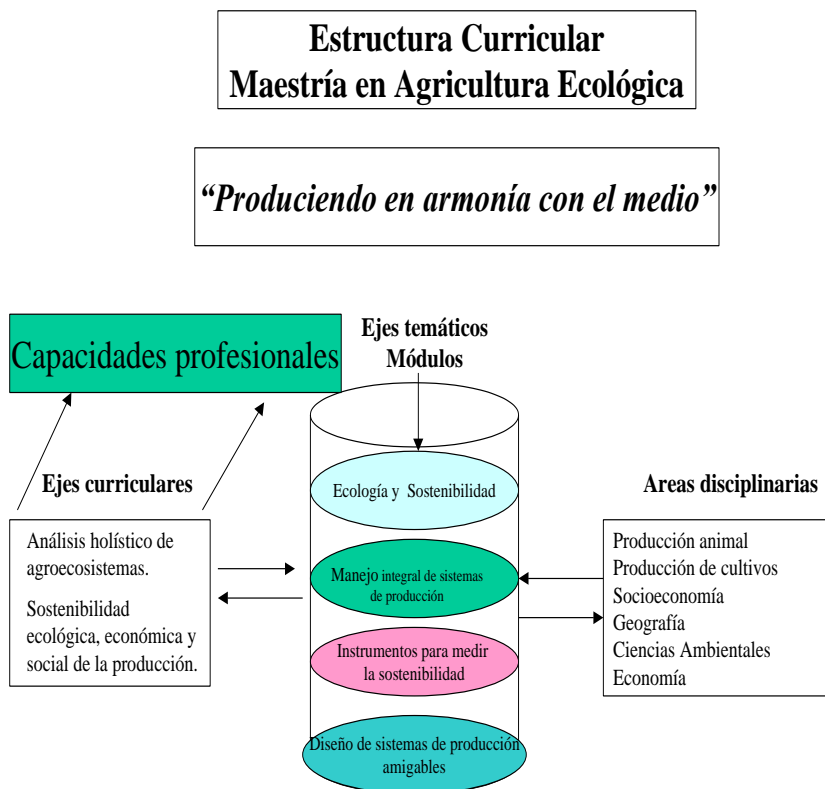 Estructura Curricular
Maestría en Agricultura Ecológica
“Produciendo en armonía con el medio”
Capacidades profesionales
Ejes temáticos
Módulos
Ejes curriculares
Análisis holístico de
agroecosistemas.
Sostenibilidad
ecológica, económica y
social de la producción.
Ecología y Sostenibilidad
Manejo integral de sistemas
de producción
Instrumentos para medir
la sostenibilidad
Diseño de sistemas de producción
amigables
Areas disciplinarias
Producción animal
Producción de cultivos
Socioeconomía
Geografía
Ciencias Ambientales
Economía